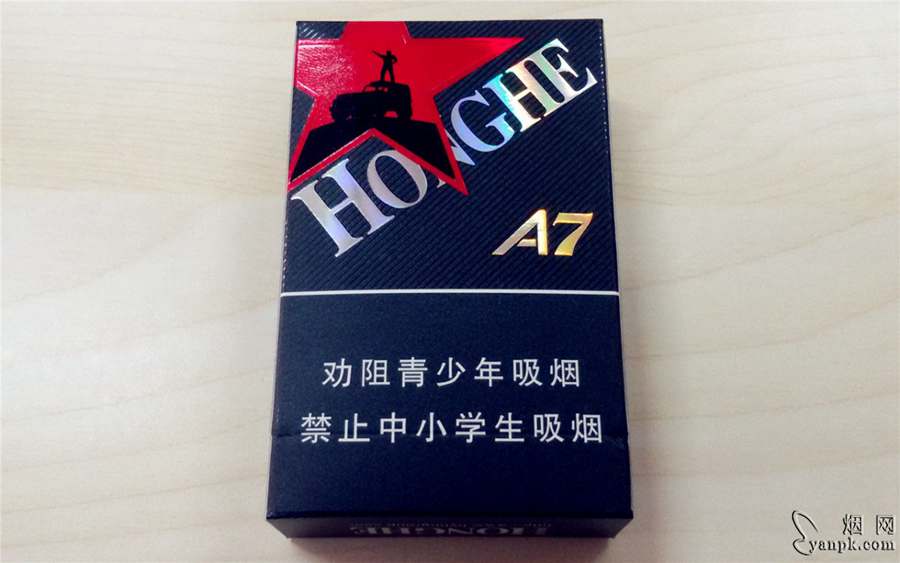 HONGHE
A7
劝阻青少年吸烟
禁止中小学生吸烟
烟网
yanpk.com